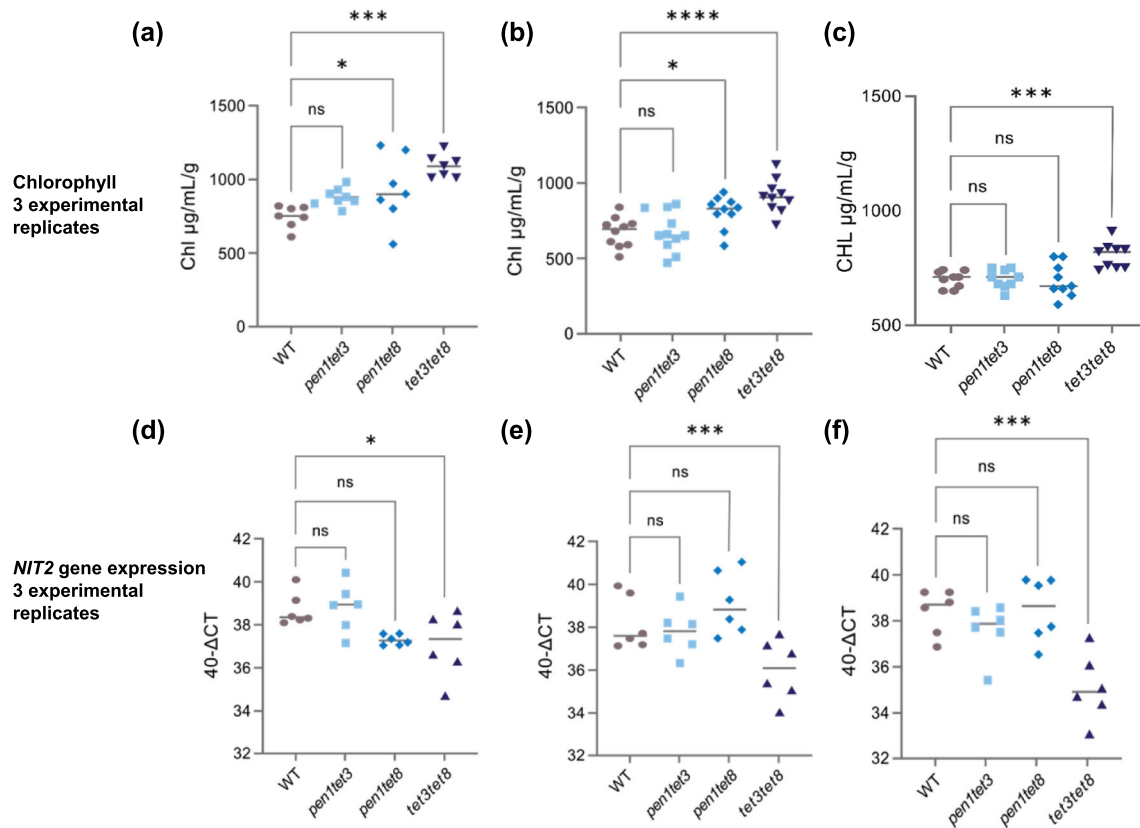 (a)
***
*
ns
1500
1000
500
0
Chl µg/mL/g
WT
pen1tet3
pen1tet8
tet3tet8
(b)
****
*
ns
1500
1000
500
0
Chl µg/mL/g
WT
pen1tet3
pen1tet8
tet3tet8
(c)
***
ns
ns
1500
1000
500
CHL µg/mL/g
WT
pen1tet3
pen1tet8
tet3tet8
Chlorophyll
3 experimental
replicates
(d)
*
ns
ns
42
40
38
36
34
32
40-ΔCT
WT
pen1tet3
pen1tet8
tet3tet8
(e)
***
ns
ns
42
40
38
36
34
32
40-ΔCT
WT
pen1tet3
pen1tet8
tet3tet8
(f)
***
ns
ns
42
40
38
36
34
32
40-ΔCT
WT
pen1tet3
pen1tet8
tet3tet8
NIT2 gene expression
3 experimental
replicates